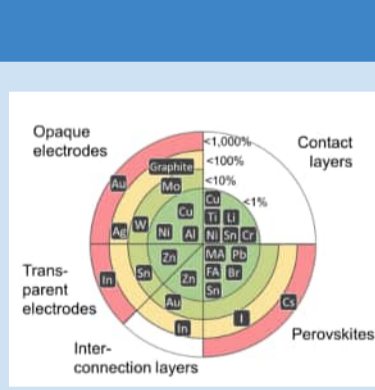 Opaque
electrodes
<1,000%
<100%
<10%
<1%
Contact
layers
Graphite
Au
Mo
Cu
Cu
Ti Li
Ag W Ni Al Ni Sn Cr
Trans-
parent
electrodes
In
Sn
Zn
MA Pb
Zn
FA Br
Sn
Au
In
I
Cs
Perovskites
Inter-
connection layers